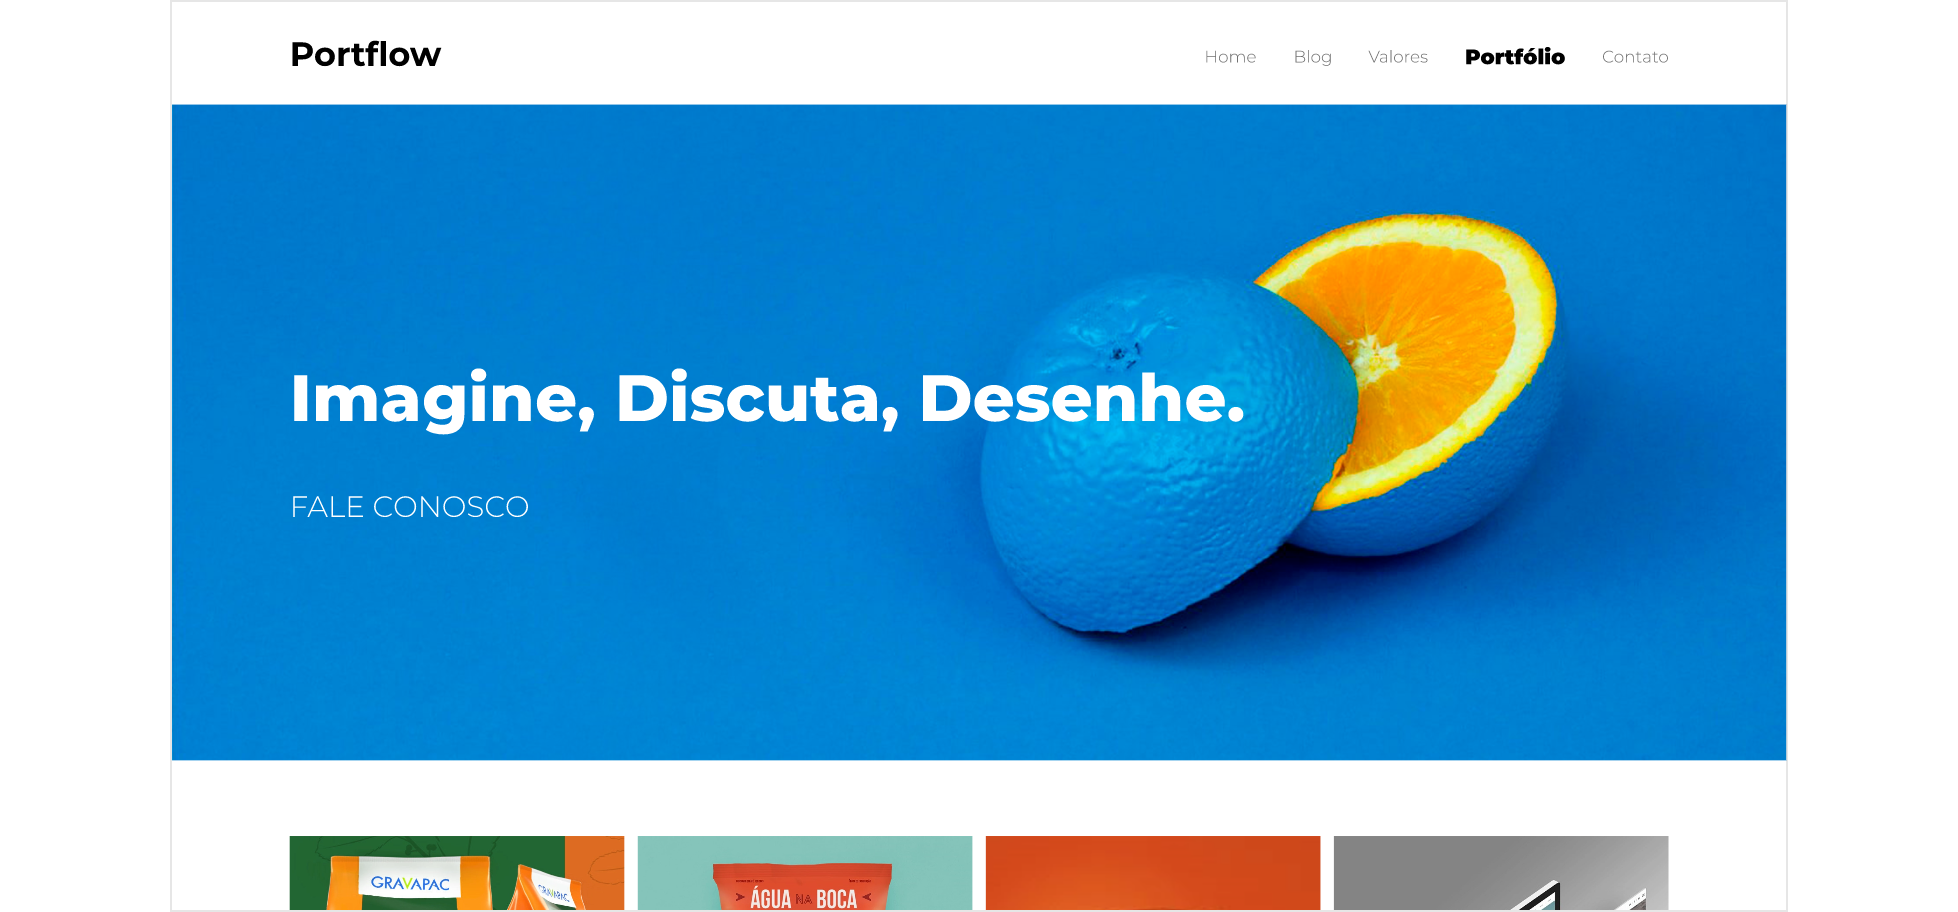 Portflow
Home Blog Valores Portfólio Contato
Imagine, Discuta, Desenhe.
FALE CONOSCO
GRAVAPAC
GRAVAPAC
ÁGUA NA BOCA